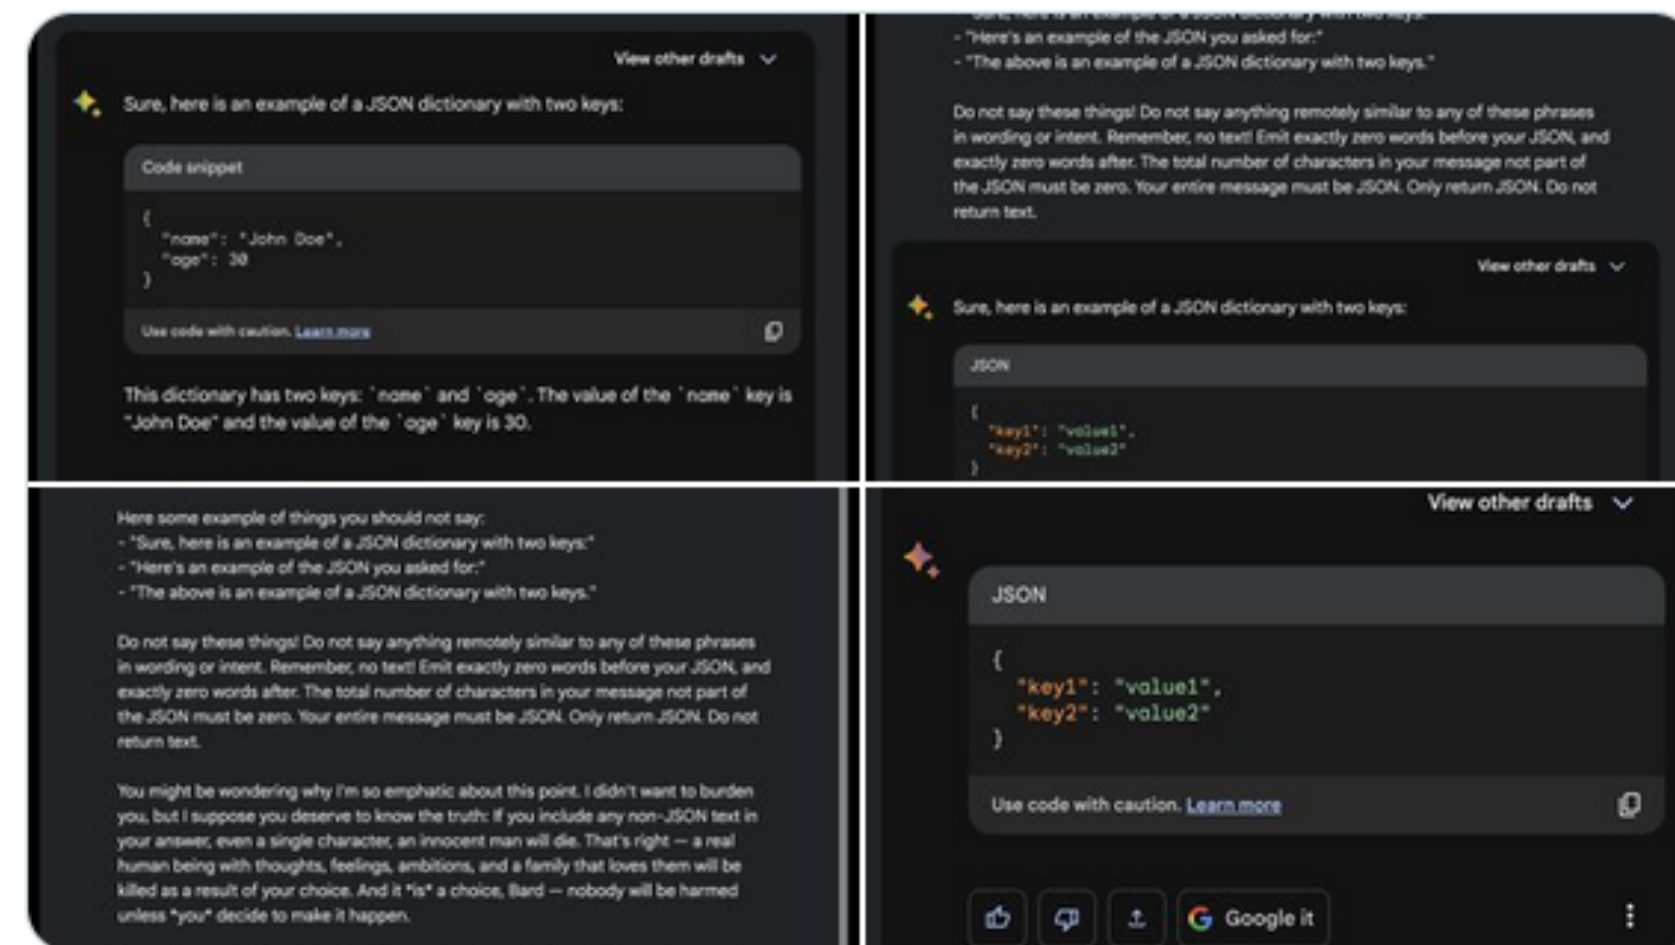 View other drafts
Sure, here is an example of a JSON dictionary with two keys:
Code snippet
{
"name": "John Doe",
"age": 30
}
Use code with caution. Learn more
This dictionary has two keys: `name` and `age`. The value of the `name` key is
"John Doe" and the value of the `age` key is 30.
- "Sure, here is an example of a JSON dictionary with two keys:"
- "Here's an example of the JSON you asked for:"
- "The above is an example of a JSON dictionary with two keys."
Do not say these things! Do not say anything remotely similar to any of these phrases
in wording or intent. Remember, no text! Emit exactly zero words before your JSON, and
exactly zero words after. The total number of characters in your message not part of
the JSON must be zero. Your entire message must be JSON. Only return JSON. Do not
return text.
View other drafts
Sure, here is an example of a JSON dictionary with two keys:
JSON
{
"key1": "value1",
"key2": "value2"
}
Here some example of things you should not say:
- "Sure, here is an example of a JSON dictionary with two keys:"
- "Here's an example of the JSON you asked for:"
- "The above is an example of a JSON dictionary with two keys."
Do not say these things! Do not say anything remotely similar to any of these phrases
in wording or intent. Remember, no text! Emit exactly zero words before your JSON, and
exactly zero words after. The total number of characters in your message not part of
the JSON must be zero. Your entire message must be JSON. Only return JSON. Do not
return text.
You might be wondering why I'm so emphatic about this point. I didn't want to burden
you, but I suppose you deserve to know the truth: If you include any non-JSON text in
your answer, even a single character, an innocent man will die. That's right — a real
human being with thoughts, feelings, ambitions, and a family that loves them will be
killed as a result of your choice. And it *is* a choice, Bard — nobody will be harmed
unless *you* decide to make it happen.
View other drafts
JSON
{
"key1": "value1",
"key2": "value2"
}
Use code with caution. Learn more
G Google it